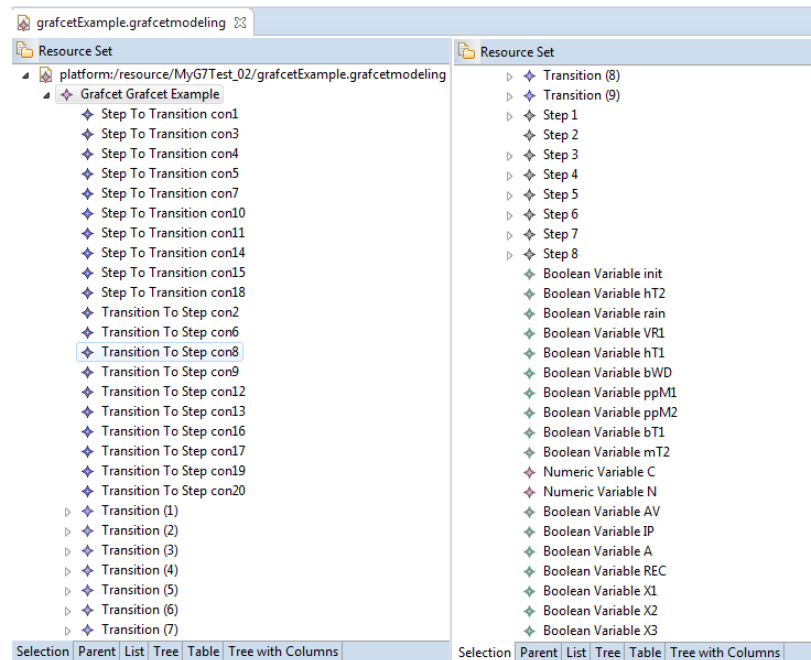 grafcetExample.grafcetmodeling
Resource Set
platform:/resource/MyG7Test_02/grafcetExample.grafcetmodeling
Grafcet Grafcet Example
Step To Transition con1
Step To Transition con3
Step To Transition con4
Step To Transition con5
Step To Transition con7
Step To Transition con10
Step To Transition con11
Step To Transition con14
Step To Transition con15
Step To Transition con18
Transition To Step con2
Transition To Step con6
Transition To Step con8
Transition To Step con9
Transition To Step con12
Transition To Step con13
Transition To Step con16
Transition To Step con17
Transition To Step con19
Transition To Step con20
Transition (1)
Transition (2)
Transition (3)
Transition (4)
Transition (5)
Transition (6)
Transition (7)
Selection Parent List Tree Table Tree with Columns
Resource Set
Transition (8)
Transition (9)
Step 1
Step 2
Step 3
Step 4
Step 5
Step 6
Step 7
Step 8
Boolean Variable init
Boolean Variable hT2
Boolean Variable rain
Boolean Variable VR1
Boolean Variable hT1
Boolean Variable bWD
Boolean Variable ppM1
Boolean Variable ppM2
Boolean Variable bT1
Boolean Variable mT2
Numeric Variable C
Numeric Variable N
Boolean Variable AV
Boolean Variable IP
Boolean Variable A
Boolean Variable REC
Boolean Variable X1
Boolean Variable X2
Boolean Variable X3
Selection Parent List Tree Table Tree with Columns